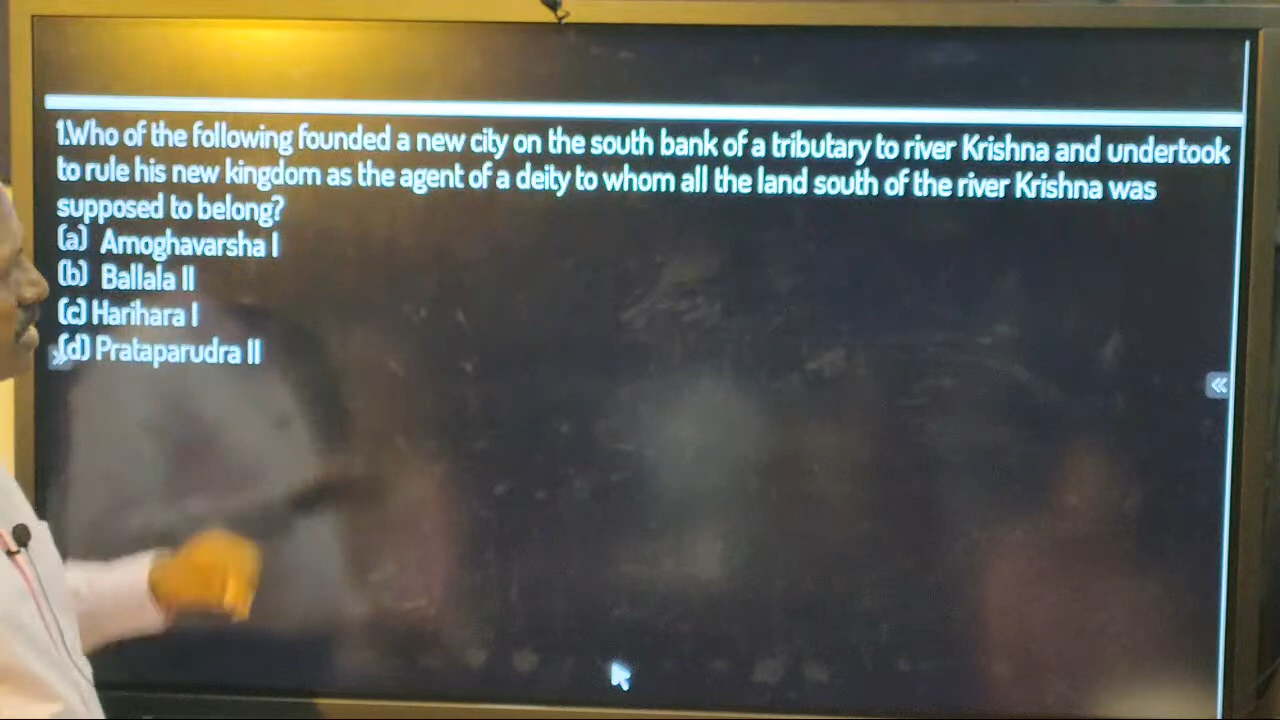 1.Who of the following founded a new city on the south bank of a tributary to river Krishna and undertook
to rule his new kingdom as the agent of a deity to whom all the land south of the river Krishna was
supposed to belong?
(a) Amoghavarsha I
(b) Ballala II
(c) Harihara I
(d) Prataparudra II